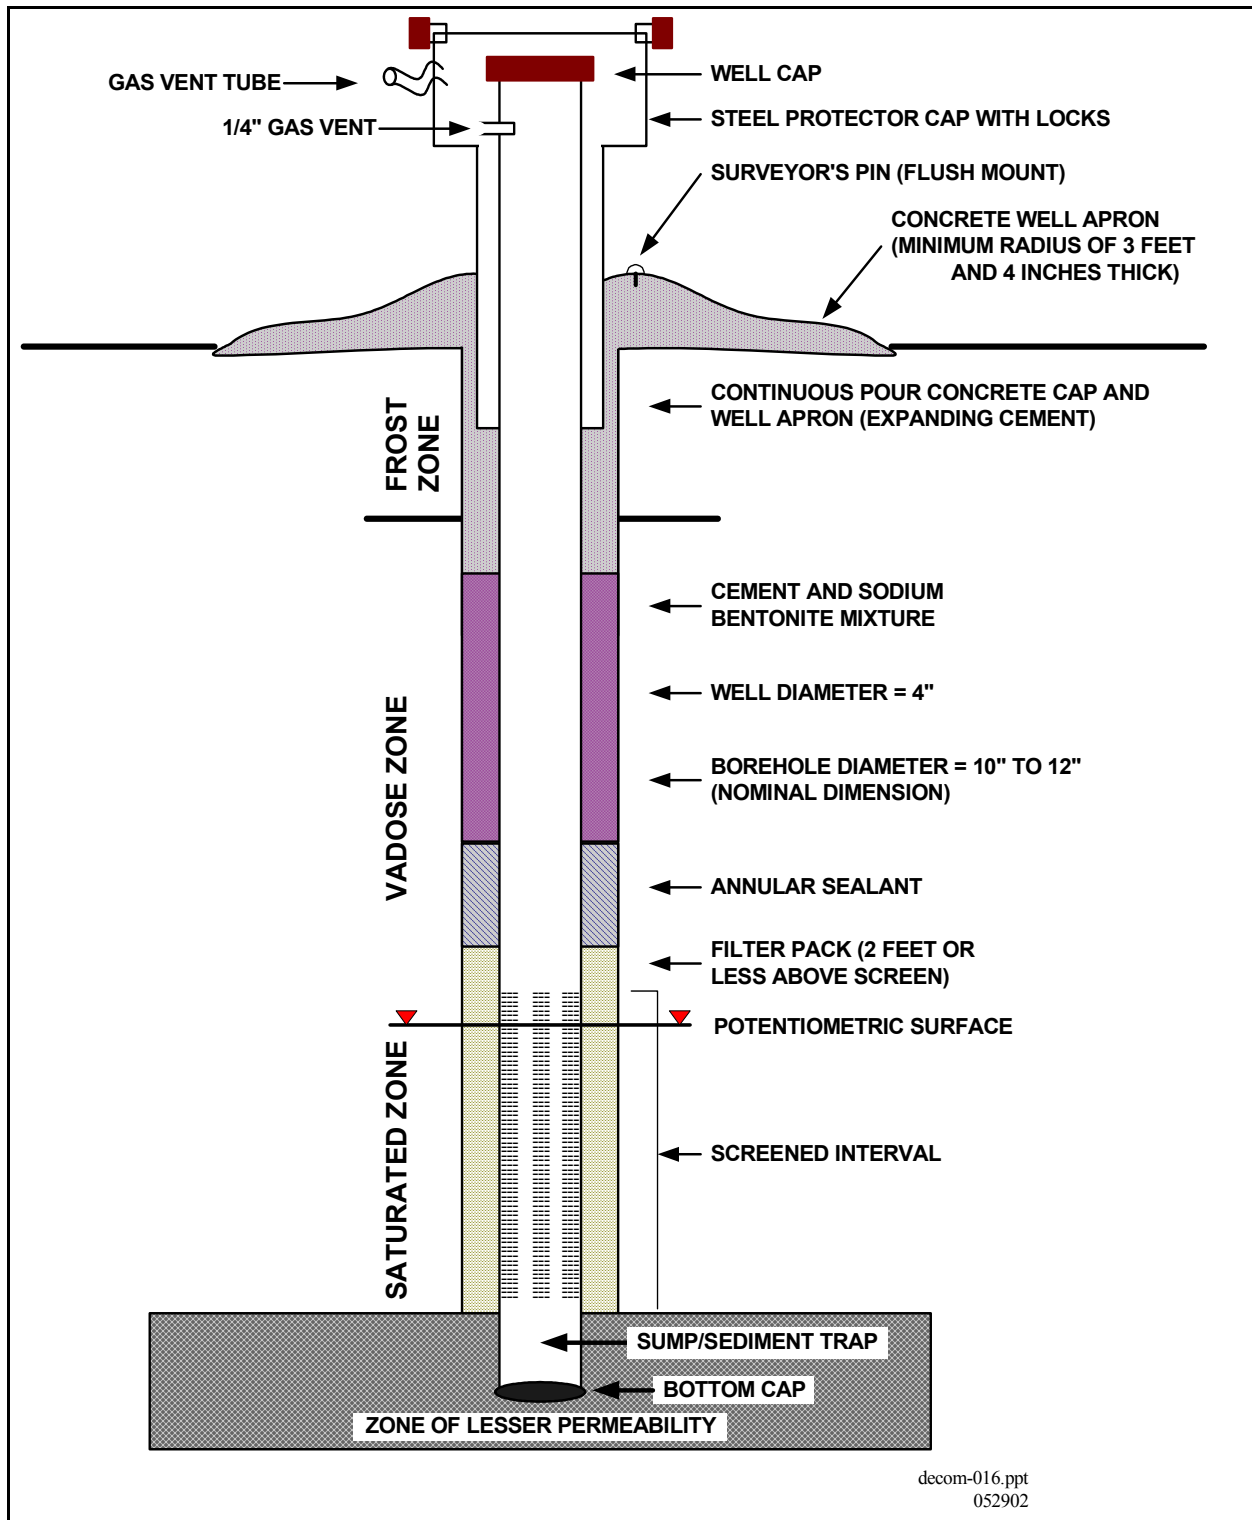 GAS VENT TUBE
WELL CAP
1/4" GAS VENT
STEEL PROTECTOR CAP WITH LOCKS
SURVEYOR'S PIN (FLUSH MOUNT)
CONCRETE WELL APRON
(MINIMUM RADIUS OF 3 FEET
AND 4 INCHES THICK)
CONTINUOUS POUR CONCRETE CAP AND
WELL APRON (EXPANDING CEMENT)
FROST
ZONE
CEMENT AND SODIUM
BENTONITE MIXTURE
WELL DIAMETER = 4"
VADOSE ZONE
BOREHOLE DIAMETER = 10" TO 12"
(NOMINAL DIMENSION)
ANNULAR SEALANT
FILTER PACK (2 FEET OR
LESS ABOVE SCREEN)
POTENTIOMETRIC SURFACE
SATURATED ZONE
SCREENED INTERVAL
SUMP/SEDIMENT TRAP
BOTTOM CAP
ZONE OF LESSER PERMEABILITY
decom-016.ppt
052902